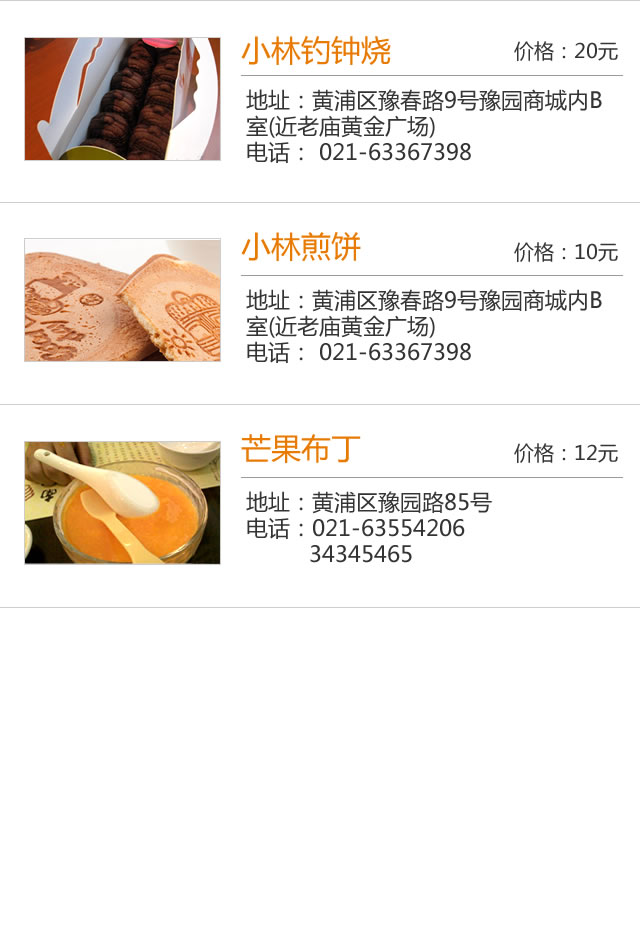 小林钓钟烧 价格：20元
地址：黄浦区豫春路9号豫园商城内B
室(近老庙黄金广场)
电话： 021-63367398
小林煎饼 价格：10元
地址：黄浦区豫春路9号豫园商城内B
室(近老庙黄金广场)
电话： 021-63367398
芒果布丁 价格：12元
地址：黄浦区豫园路85号
电话：021-63554206
34345465